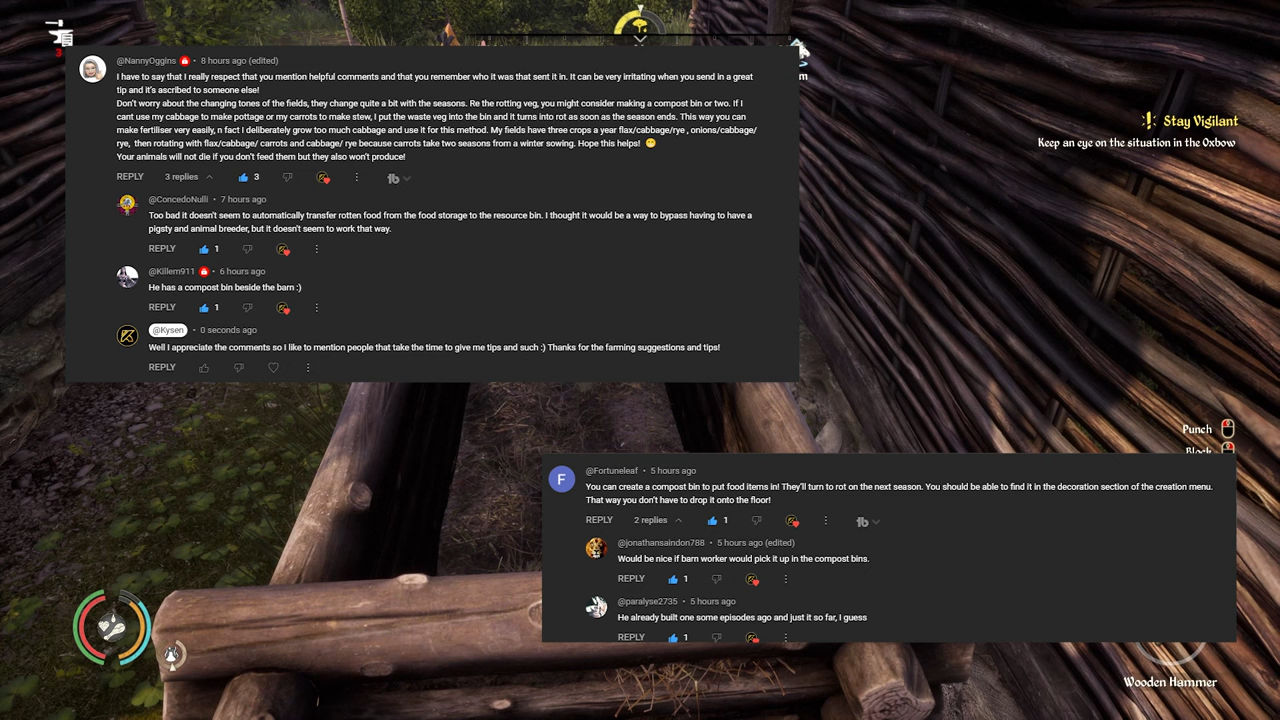 3
@NannyOggins • 8 hours ago (edited)
I have to say that I really respect that you mention helpful comments and that you remember who it was that sent it in. It can be very irritating when you send in a great
tip and it's ascribed to someone else!
Don't worry about the changing tones of the fields, they change quite a bit with the seasons. Re the rotting veg, you might consider making a compost bin or two. If I
cant use my cabbage to make pottage or my carrots to make stew, I put the waste veg into the bin and it turns into rot as soon as the season ends. This way you can
make fertiliser very easily, n fact I deliberately grow too much cabbage and use it for this method. My fields have three crops a year flax/cabbage/rye , onions/cabbage/
rye, then rotating with flax/cabbage/ carrots and cabbage/ rye because carrots take two seasons from a winter sowing. Hope this helps! 😁
Your animals will not die if you don't feed them but they also won't produce!
REPLY 3 replies 3
@ConcedoNulli • 7 hours ago
Too bad it doesn't seem to automatically transfer rotten food from the food storage to the resource bin. I thought it would be a way to bypass having to have a
pigsty and animal breeder, but it doesn't seem to work that way.
REPLY 1
@Killem911 • 6 hours ago
He has a compost bin beside the barn :)
REPLY 1
@Kysen • 0 seconds ago
Well I appreciate the comments so I like to mention people that take the time to give me tips and such :) Thanks for the farming suggestions and tips!
REPLY
m
Stay Vigilant
Keep an eye on the situation in the Oxbow
Punch
Block
@Fortuneleaf • 5 hours ago
F
You can create a compost bin to put food items in! They'll turn to rot on the next season. You should be able to find it in the decoration section of the creation menu.
That way you don't have to drop it onto the floor!
REPLY 2 replies 1
@jonathansaindon788 • 5 hours ago (edited)
Would be nice if barn worker would pick it up in the compost bins.
REPLY 1
@paralyse2735 • 5 hours ago
He already built one some episodes ago and just it so far, I guess
REPLY 1
Wooden Hammer